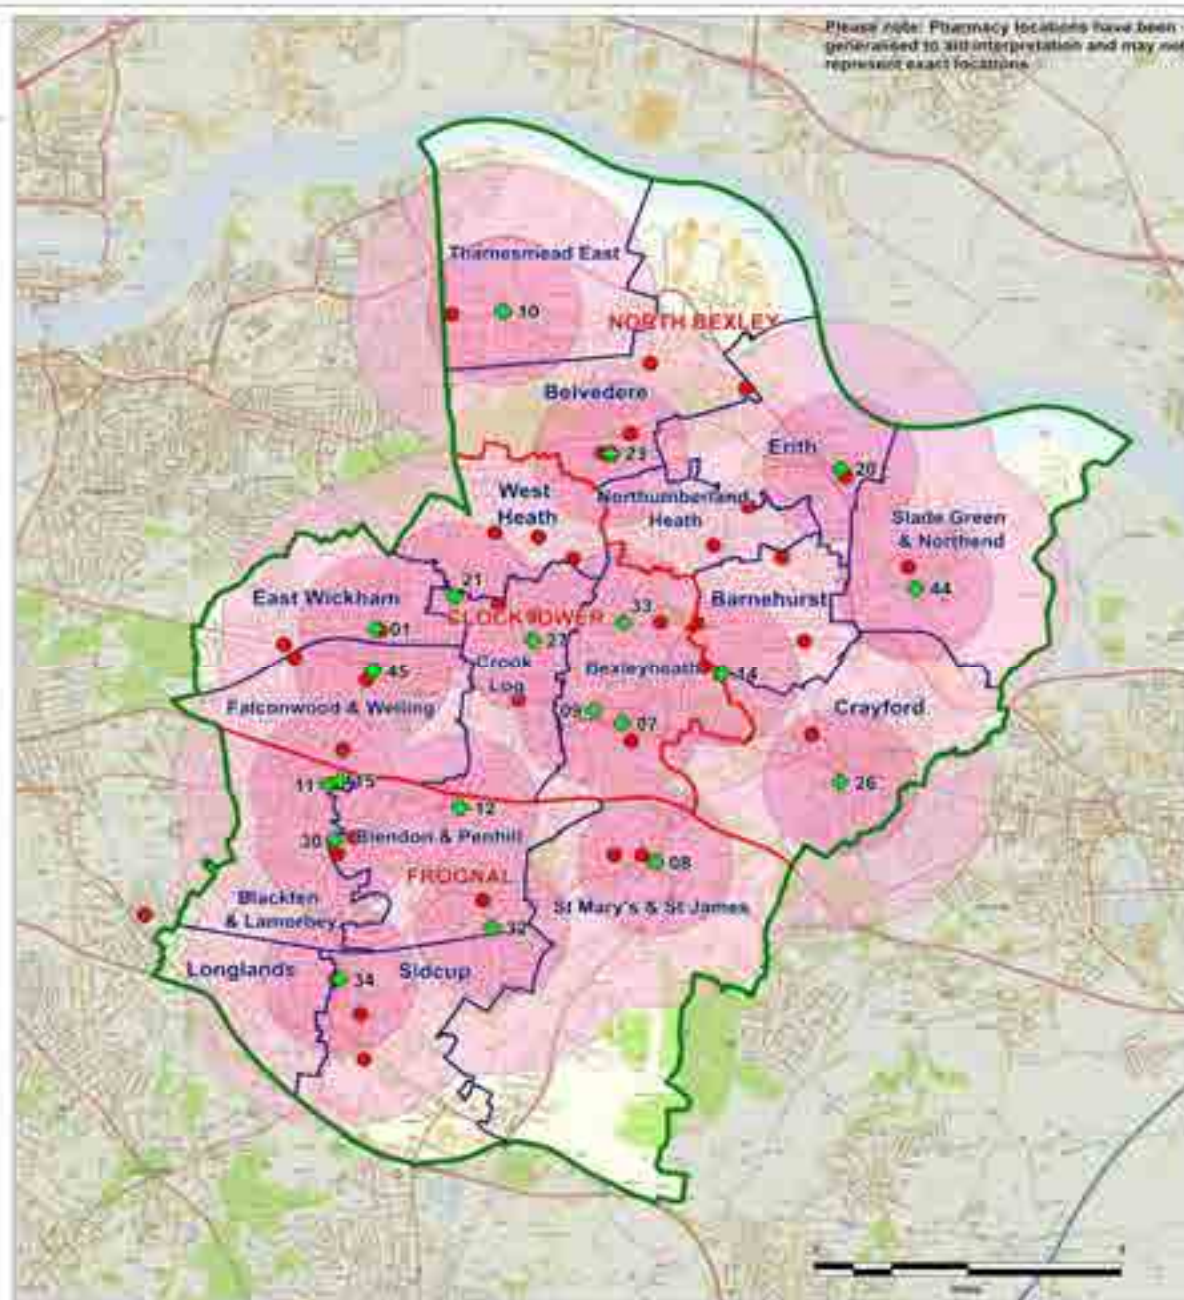 Please note: Pharmacy locations have been
generalised to aid interpretation and may not
represent exact locations
Thamesmead East
10
NORTH BEXLEY
Belvedere
23
Erith
20
West
Heath
Northumberland
Heath
Slade Green
& Northend
44
21
East Wickham
01
CLOCKTOWER
33
27
Barnehurst
Crook
Log
Bexleyheath
14
45
Falconwood & Welling
09
07
Crayford
11
15
12
26
30
Blendon & Penhill
08
FROGNAL
Blackfen
& Lamorbey
St Mary's & St James
32
Longlands
Sidcup
34